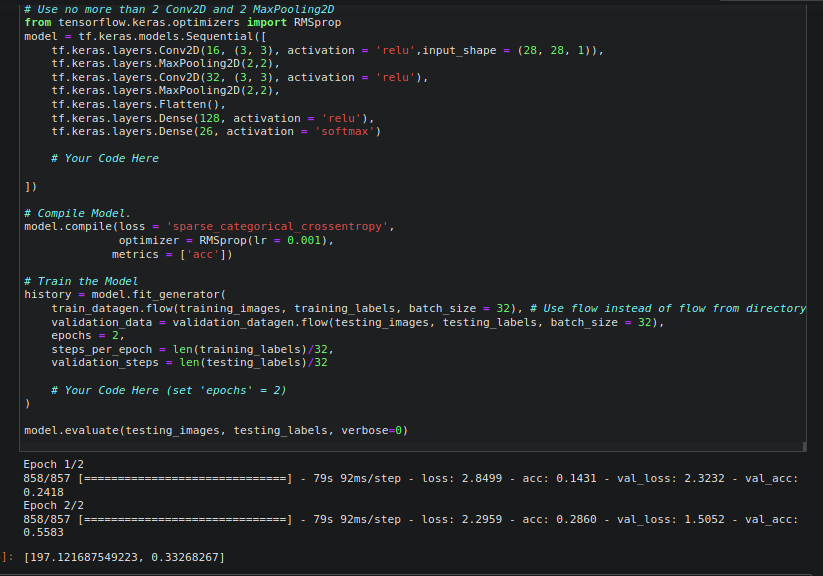 # Use no more than 2 Conv2D and 2 MaxPooling2D
from tensorflow.keras.optimizers import RMSprop
model = tf.keras.models.Sequential([
    tf.keras.layers.Conv2D(16, (3, 3), activation = 'relu',input_shape = (28, 28, 1)),
    tf.keras.layers.MaxPooling2D(2,2),
    tf.keras.layers.Conv2D(32, (3, 3), activation = 'relu'),
    tf.keras.layers.MaxPooling2D(2,2),
    tf.keras.layers.Flatten(),
    tf.keras.layers.Dense(128, activation = 'relu'),
    tf.keras.layers.Dense(26, activation = 'softmax')
    # Your Code Here
])
# Compile Model.
model.compile(loss = 'sparse_categorical_crossentropy',
              optimizer = RMSprop(lr = 0.001),
             metrics = ['acc'])
# Train the Model
history = model.fit_generator(
    train_datagen.flow(training_images, training_labels, batch_size = 32), # Use flow instead of flow from directory
    validation_data = validation_datagen.flow(testing_images, testing_labels, batch_size = 32),
    epochs = 2,
    steps_per_epoch = len(training_labels)/32,
    validation_steps = len(testing_labels)/32
    # Your Code Here (set 'epochs' = 2)
)
model.evaluate(testing_images, testing_labels, verbose=0)
Epoch 1/2
858/857 [==============================] - 79s 92ms/step - loss: 2.8499 - acc: 0.1431 - val_loss: 2.3232 - val_acc:
0.2418
Epoch 2/2
858/857 [==============================] - 79s 92ms/step - loss: 2.2959 - acc: 0.2860 - val_loss: 1.5052 - val_acc:
0.5583
]: [197.121687549223, 0.33268267]